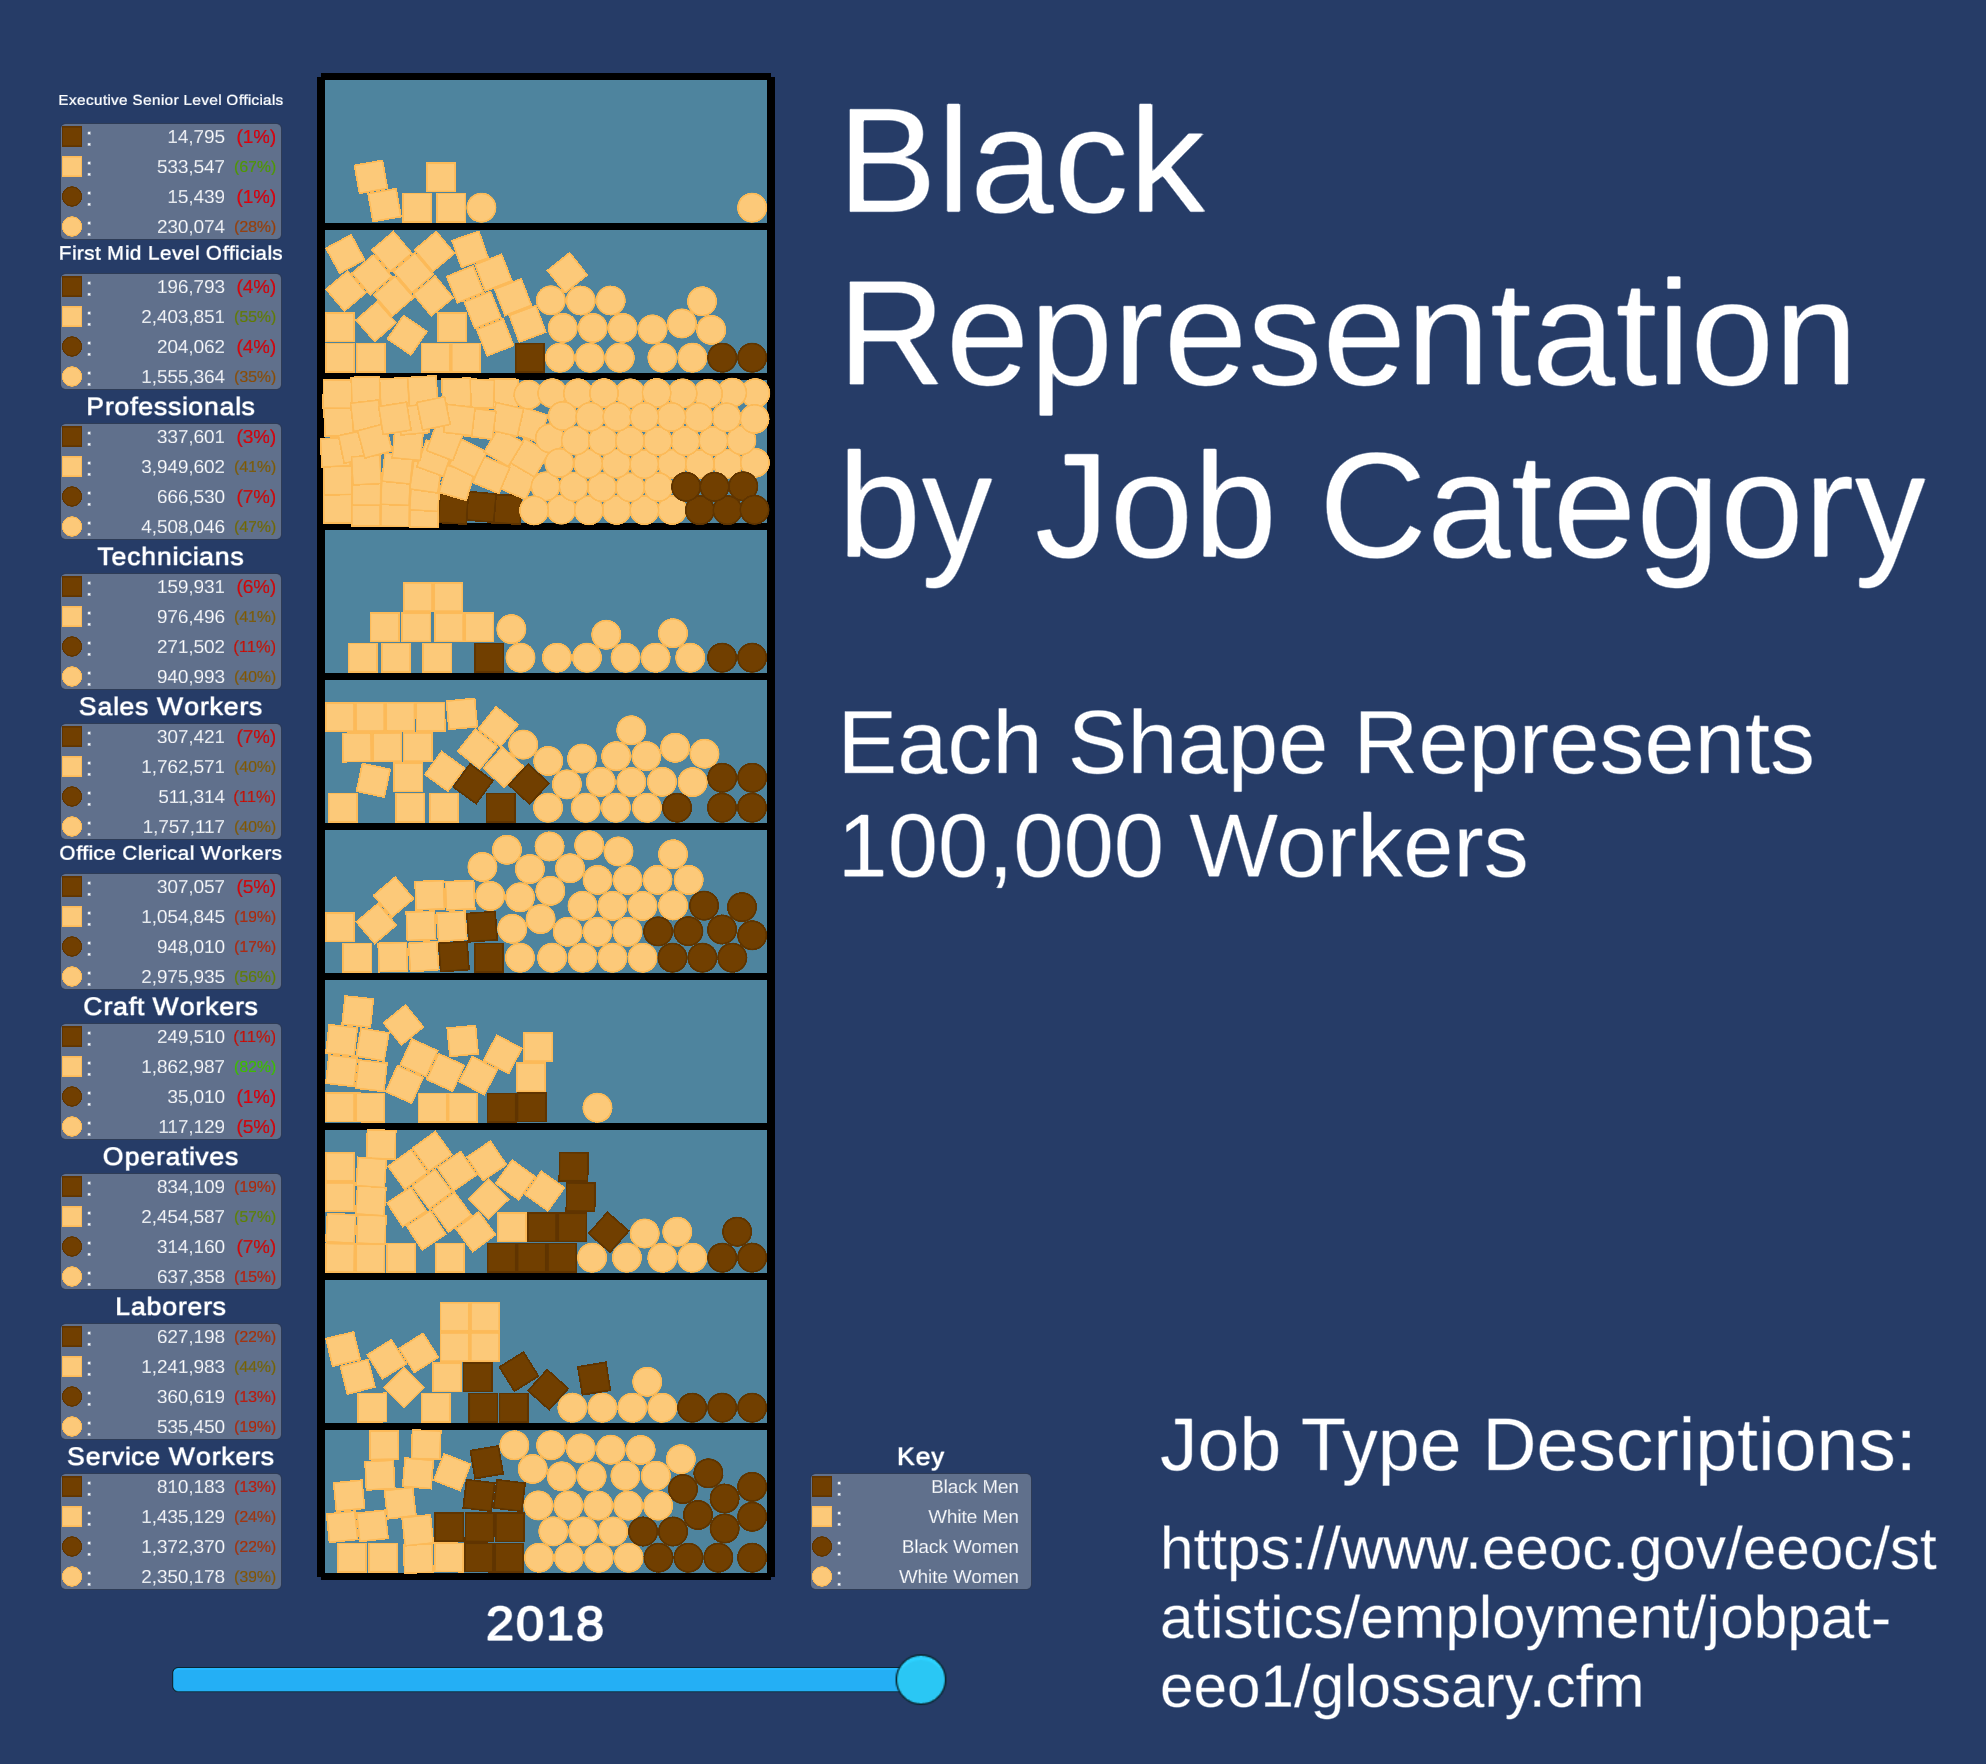 Black
Representation
by Job Category
Each Shape Represents
100,000 Workers
Executive Senior Level Officials
: 14,795 (1%)
: 533,547 (67%)
: 15,439 (1%)
: 230,074 (28%)
First Mid Level Officials
: 196,793 (4%)
: 2,403,851 (55%)
: 204,062 (4%)
: 1,555,364 (35%)
Professionals
: 337,601 (3%)
: 3,949,602 (41%)
: 666,530 (7%)
: 4,508,046 (47%)
Technicians
: 159,931 (6%)
: 976,496 (41%)
: 271,502 (11%)
: 940,993 (40%)
Sales Workers
: 307,421 (7%)
: 1,762,571 (40%)
: 511,314 (11%)
: 1,757,117 (40%)
Office Clerical Workers
: 307,057 (5%)
: 1,054,845 (19%)
: 948,010 (17%)
: 2,975,935 (56%)
Craft Workers
: 249,510 (11%)
: 1,862,987 (82%)
: 35,010 (1%)
: 117,129 (5%)
Operatives
: 834,109 (19%)
: 2,454,587 (57%)
: 314,160 (7%)
: 637,358 (15%)
Laborers
: 627,198 (22%)
: 1,241,983 (44%)
: 360,619 (13%)
: 535,450 (19%)
Service Workers
: 810,183 (13%)
: 1,435,129 (24%)
: 1,372,370 (22%)
: 2,350,178 (39%)
2018
Key
: Black Men
: White Men
: Black Women
: White Women
Job Type Descriptions:
https://www.eeoc.gov/eeoc/st
atistics/employment/jobpat-
eeo1/glossary.cfm